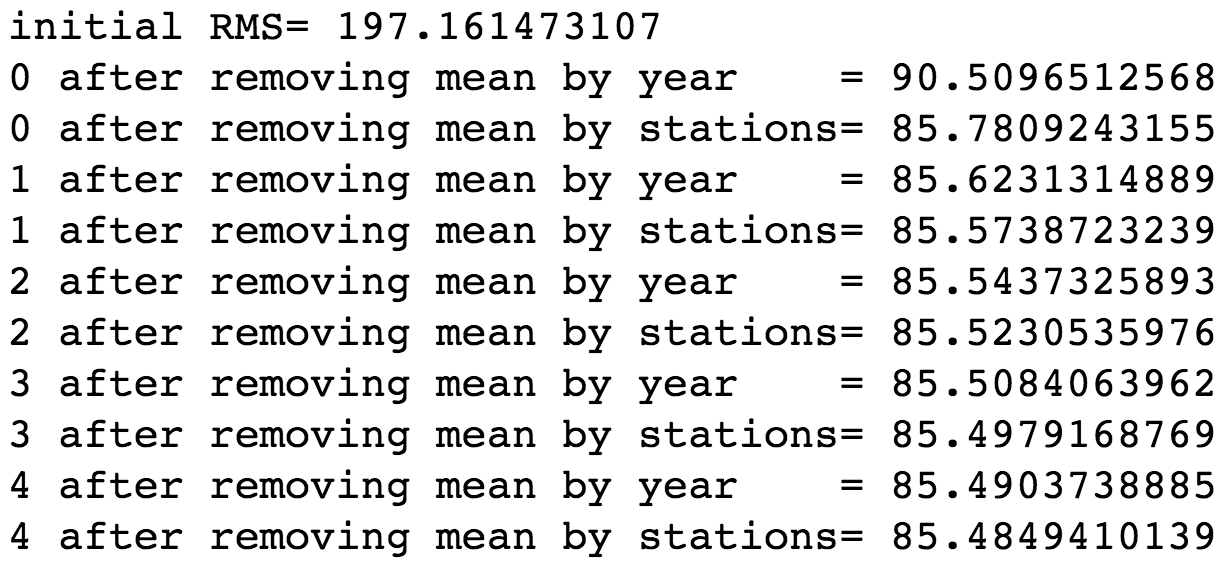 initial RMS= 197.161473107
0 after removing mean by year    = 90.5096512568
0 after removing mean by stations= 85.7809243155
1 after removing mean by year    = 85.6231314889
1 after removing mean by stations= 85.5738723239
2 after removing mean by year    = 85.5437325893
2 after removing mean by stations= 85.5230535976
3 after removing mean by year    = 85.5084063962
3 after removing mean by stations= 85.4979168769
4 after removing mean by year    = 85.4903738885
4 after removing mean by stations= 85.4849410139